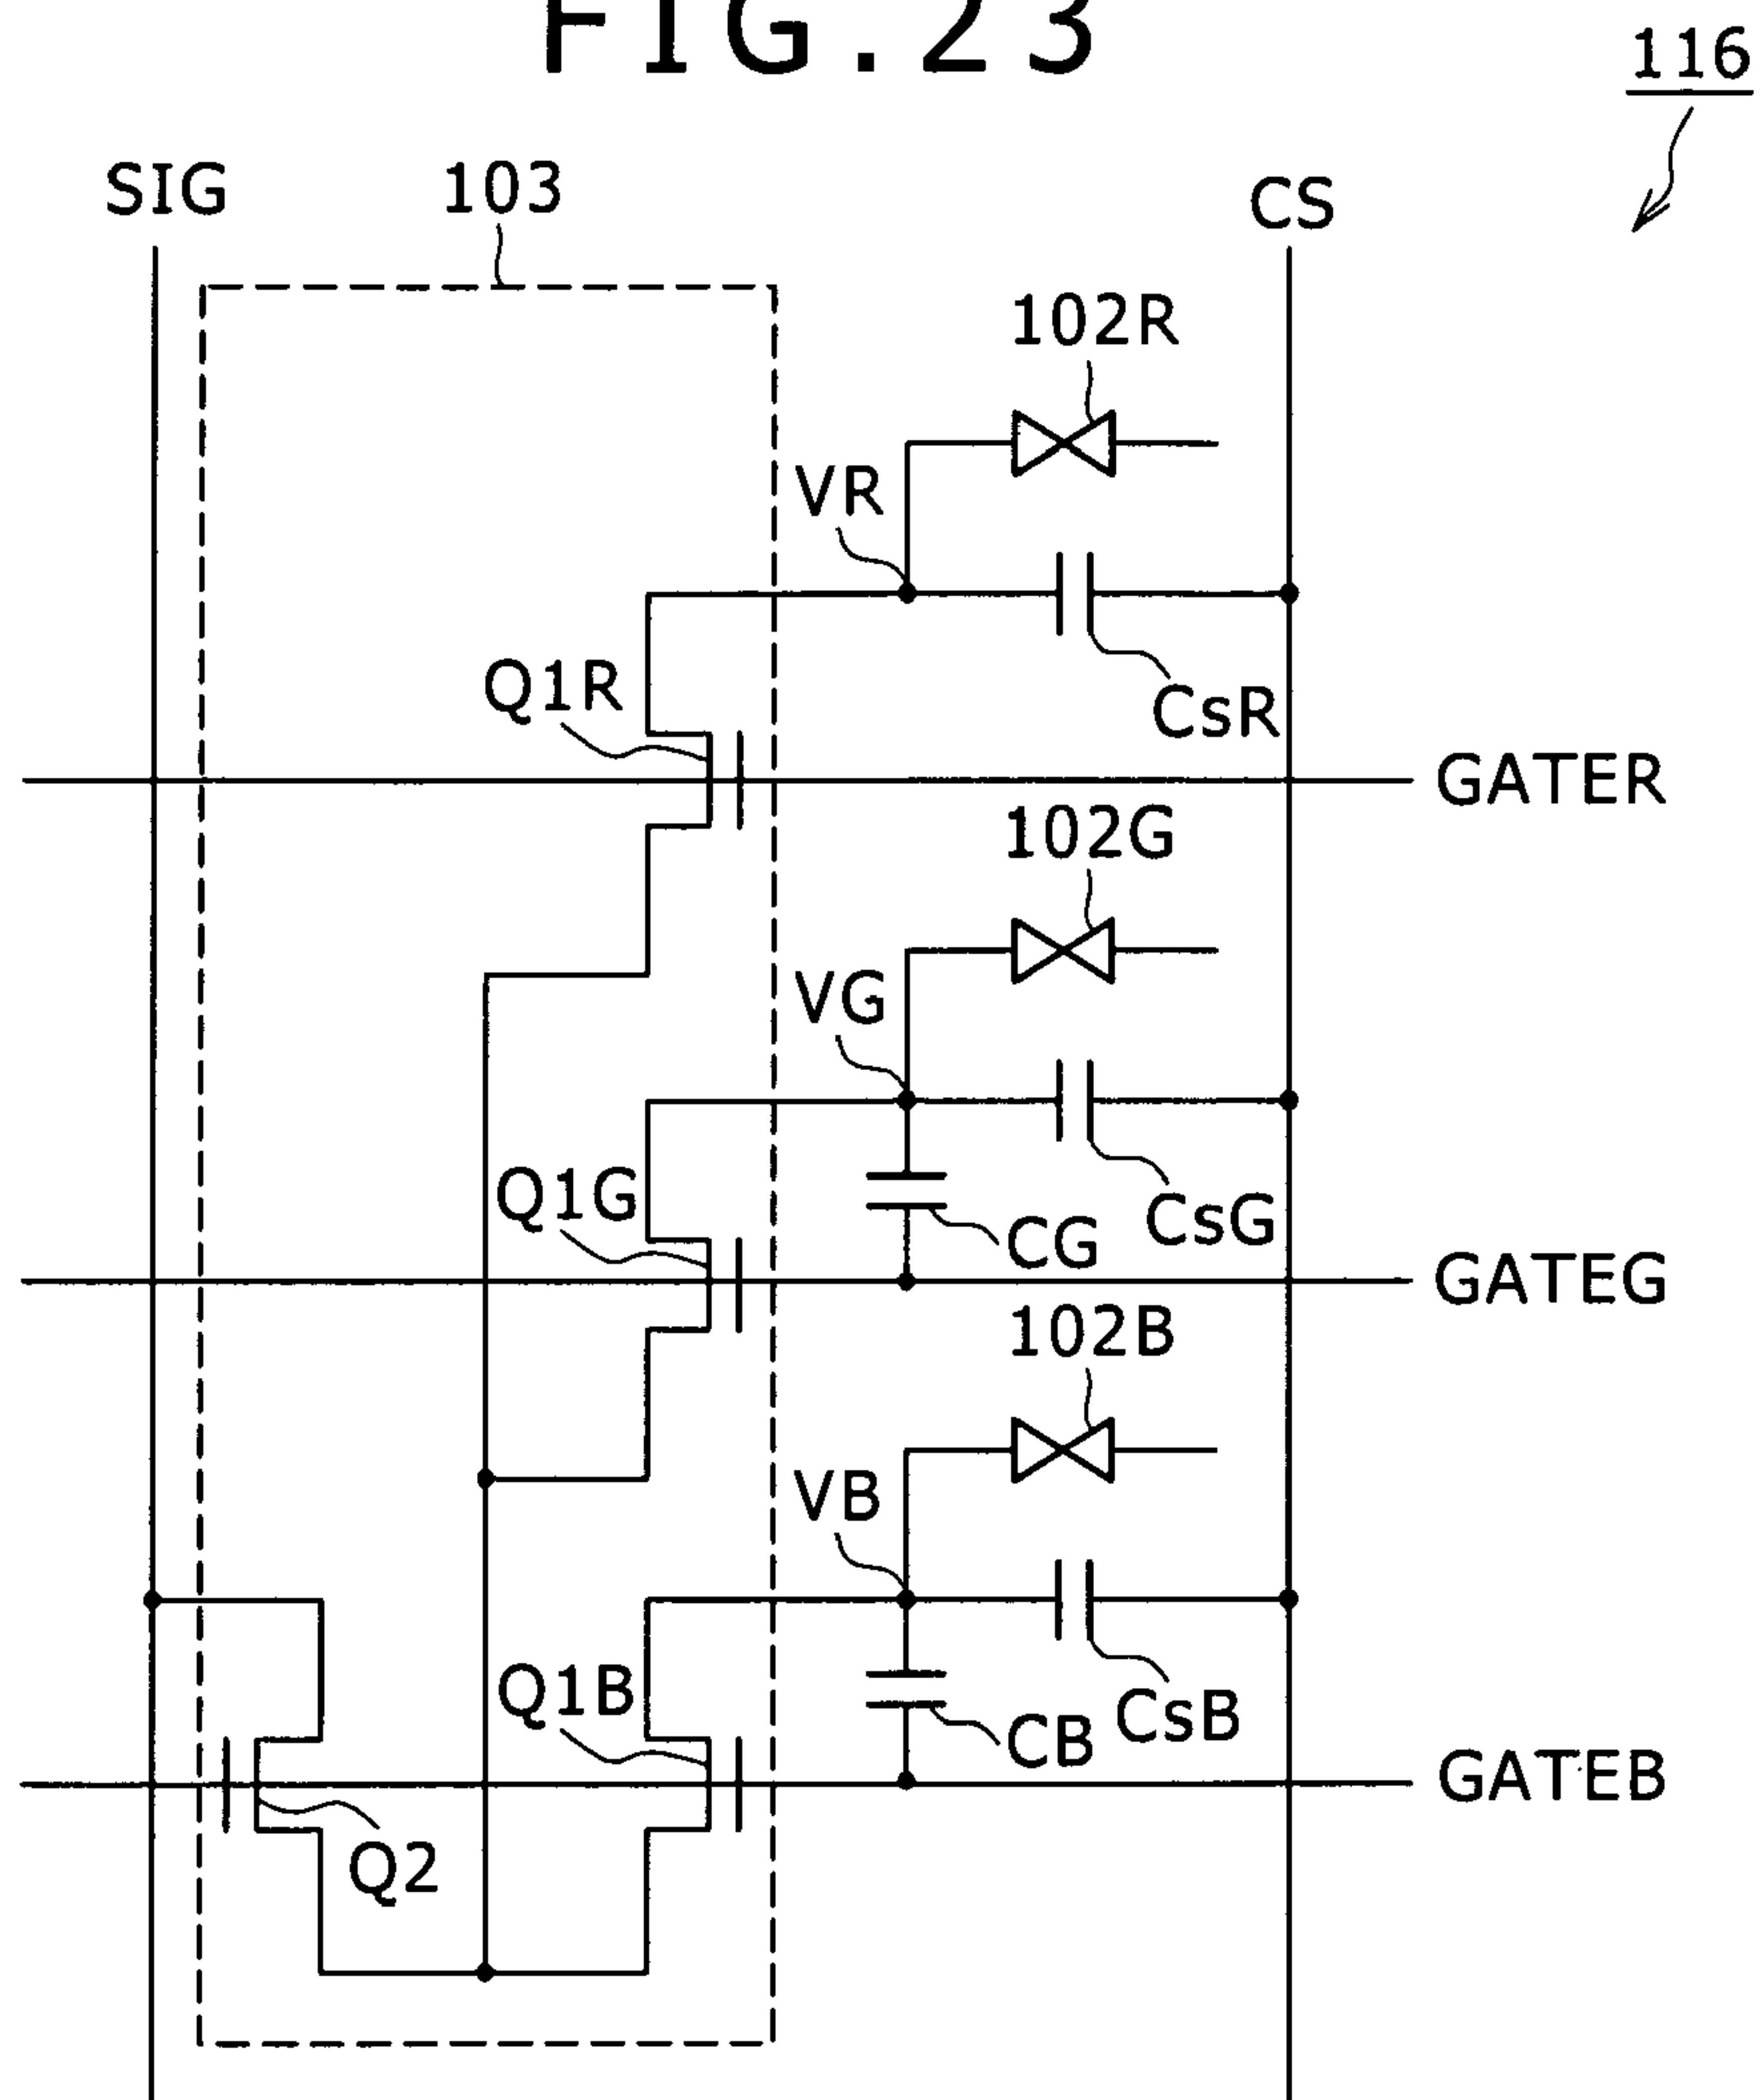 FIG.23
116
SIG
103
CS
102R
VR
Q1R
CsR
GATER
102G
VG
Q1G
CsG
CG
GATEG
102B
VB
Q1B
CsB
CB
GATEB
Q2